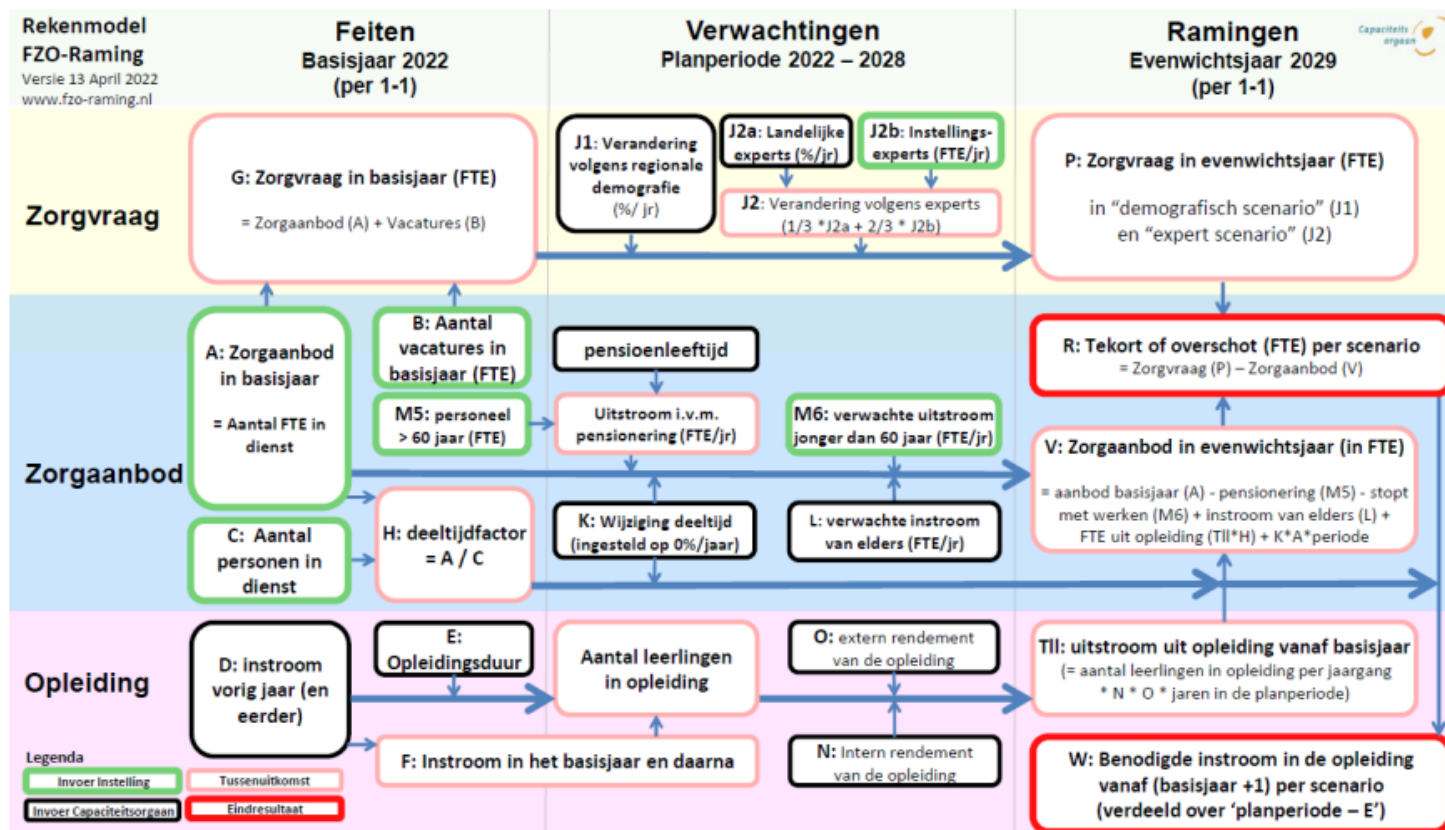 Rekenmodel
FZO-Raming
Versie 13 April 2022
www.fzo-raming.nl
Feiten
Basisjaar 2022
(per 1-1)
Verwachtingen
Planperiode 2022 – 2028
Ramingen
Evenwichtsjaar 2029
(per 1-1)
Capaciteits
orgaan
Zorgvraag
G: Zorgvraag in basisjaar (FTE)
= Zorgaanbod (A) + Vacatures (B)
J1: Verandering
volgens regionale
demografie
(%/ jr)
J2a: Landelijke
experts (%/jr)
J2b: Instellings-
experts (FTE/jr)
J2: Verandering volgens experts
(1/3 *J2a + 2/3 * J2b)
P: Zorgvraag in evenwichtsjaar (FTE)
in “demografisch scenario” (J1)
en “expert scenario” (J2)
Zorgaanbod
A: Zorgaanbod
in basisjaar
= Aantal FTE in
dienst
B: Aantal
vacatures in
basisjaar (FTE)
M5: personeel
> 60 jaar (FTE)
C: Aantal
personen in
dienst
H: deeltijdfactor
= A / C
pensioenleeftijd
Uitstroom i.v.m.
pensionering (FTE/jr)
M6: verwachte uitstroom
jonger dan 60 jaar (FTE/jr)
K: Wijziging deeltijd
(ingesteld op 0%/jaar)
L: verwachte instroom
van elders (FTE/jr)
R: Tekort of overschot (FTE) per scenario
= Zorgvraag (P) – Zorgaanbod (V)
V: Zorgaanbod in evenwichtsjaar (in FTE)
= aanbod basisjaar (A) - pensionering (M5) - stopt
met werken (M6) + instroom van elders (L) +
FTE uit opleiding (Tll*H) + K*A*periode
Opleiding
D: instroom
vorig jaar (en
eerder)
E:
Opleidingsduur
F: Instroom in het basisjaar en daarna
Aantal leerlingen
in opleiding
O: extern rendement
van de opleiding
N: Intern rendement
van de opleiding
Tll: uitstroom uit opleiding vanaf basisjaar
(= aantal leerlingen in opleiding per jaargang
* N * O * jaren in de planperiode)
W: Benodigde instroom in de opleiding
vanaf (basisjaar +1) per scenario
(verdeeld over ‘planperiode – E’)
Legenda
Invoer Instelling
Tussenuitkomst
Invoer Capaciteitsorgaan
Eindresultaat